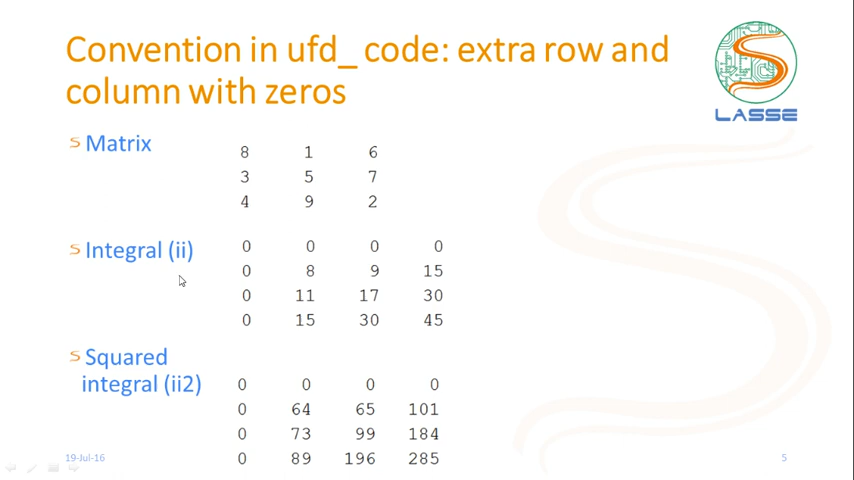 Convention in ufd_ code: extra row and
column with zeros
LASSE
Matrix
8 1 6
3 5 7
4 9 2
Integral (ii)
0 0 0 0
0 8 9 15
0 11 17 30
0 15 30 45
Squared
integral (ii2)
0 0 0 0
0 64 65 101
0 73 99 184
0 89 196 285
19-Jul-16
5